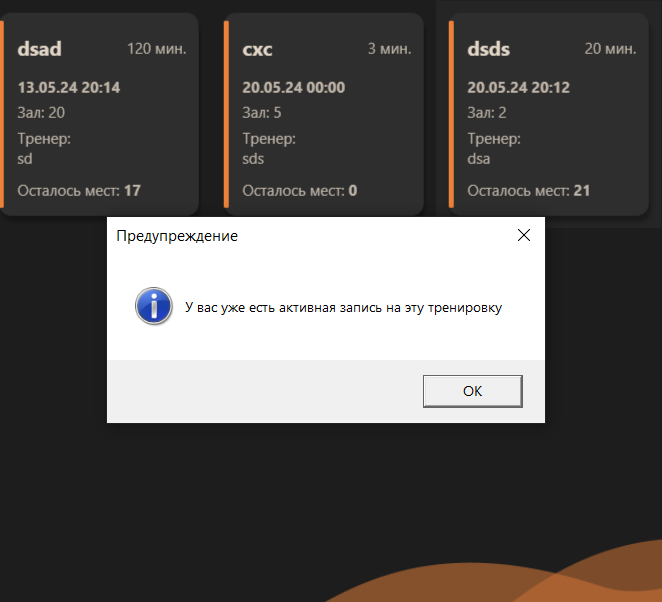 dsad 120 мин.
13.05.24 20:14
Зал: 20
Тренер:
sd
Осталось мест: 17
cxc 3 мин.
20.05.24 00:00
Зал: 5
Тренер:
sds
Осталось мест: 0
dsds 20 мин.
20.05.24 20:12
Зал: 2
Тренер:
dsa
Осталось мест: 21
Предупреждение
У вас уже есть активная запись на эту тренировку
OK